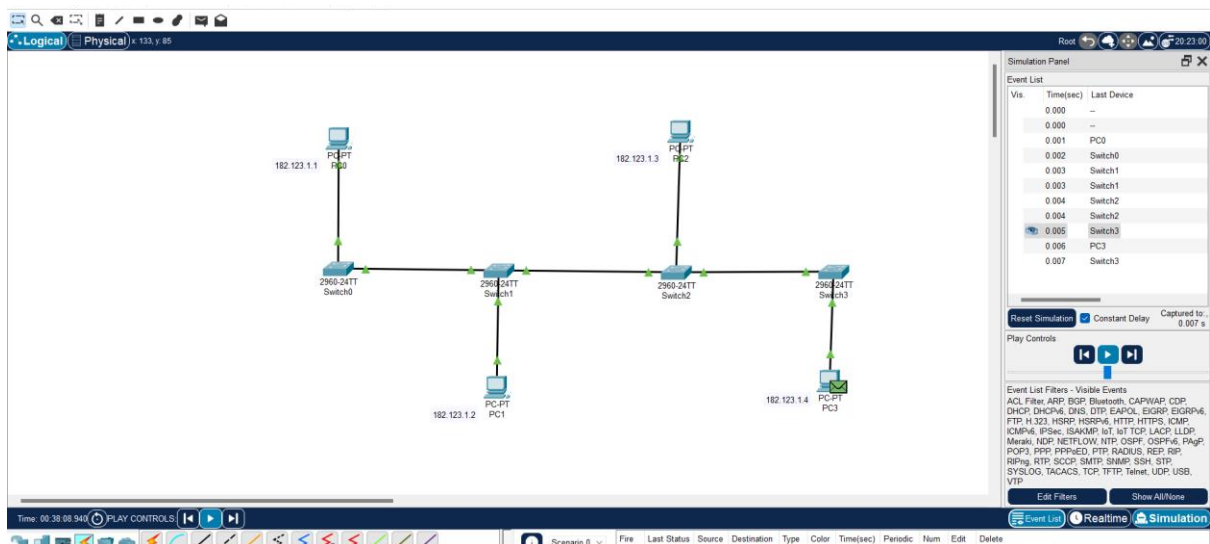 Logical Physical x: 133, y: 85 Root 20:23:00
Simulation Panel
Event List
Vis. Time(sec) Last Device
0.000 --
0.000 --
0.001 PC0
0.002 Switch0
0.003 Switch1
0.003 Switch1
0.004 Switch2
0.004 Switch2
0.005 Switch3
0.006 PC3
0.007 Switch3
PC-PT
PC0
182.123.1.1
PC-PT
PC2
182.123.1.3
2960-24TT
Switch0
2960-24TT
Switch1
2960-24TT
Switch2
2960-24TT
Switch3
PC-PT
PC1
182.123.1.2
PC-PT
PC3
182.123.1.4
Reset Simulation Constant Delay Captured to:
0.007 s
Play Controls
Event List Filters - Visible Events
ACL Filter, ARP, BGP, Bluetooth, CAPWAP, CDP,
DHCP, DHCPv6, DNS, DTP, EAPOL, EIGRP, EIGRPv6,
FTP, H.323, HSRP, HSRPv6, HTTP, HTTPS, ICMP,
ICMPv6, IPSec, ISAKMP, IoT, IoT TCP, LACP, LLDP,
Meraki, NDP, NETFLOW, NTP, OSPF, OSPFv6, PAgP,
POP3, PPP, PPPoED, PTP, RADIUS, REP, RIP,
RIPng, RTP, SCCP, SMTP, SNMP, SSH, STP,
SYSLOG, TACACS, TCP, TFTP, Telnet, UDP, USB,
VTP
Edit Filters Show All/None
Time: 00:38:08.940 PLAY CONTROLS: Event List Realtime Simulation
Scenario 0 Fire Last Status Source Destination Type Color Time(sec) Periodic Num Edit Delete